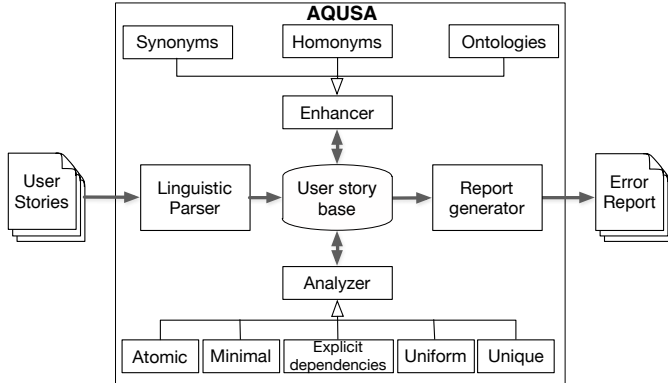 AQUSA
Synonyms
Homonyms
Ontologies
Enhancer
User
Stories
Linguistic
Parser
User story
base
Report
generator
Error
Report
Analyzer
Atomic
Minimal
Explicit
dependencies
Uniform
Unique